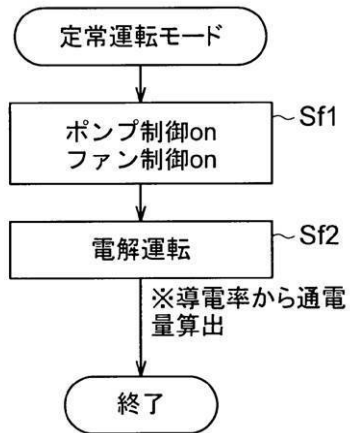 定常運転モード
Sf1
ポンプ制御on
ファン制御on
Sf2
電解運転
※導電率から通電
量算出
終了